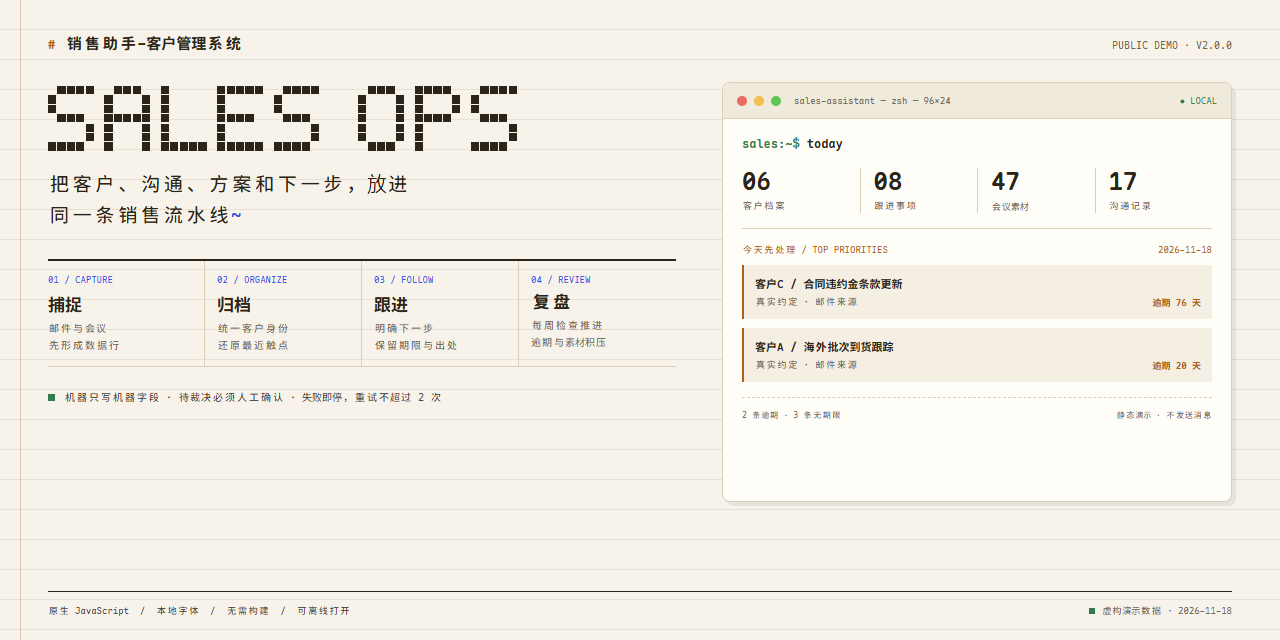 # 销售助手-客户管理系统
PUBLIC DEMO · V2.0.0
SALES OPS
把客户、沟通、方案和下一步，放进
同一条销售流水线~
01 / CAPTURE
捕捉
邮件与会议
先形成数据行
02 / ORGANIZE
归档
统一客户身份
还原最近触点
03 / FOLLOW
跟进
明确下一步
保留期限与出处
04 / REVIEW
复盘
每周检查推进
逾期与素材积压
机器只写机器字段 · 待裁决必须人工确认 · 失败即停，重试不超过 2 次
sales-assistant — zsh — 96×24
● LOCAL
sales:~$ today
06
客户档案
08
跟进事项
47
会议素材
17
沟通记录
今天先处理 / TOP PRIORITIES
2026-11-18
客户C / 合同违约金条款更新
真实约定 · 邮件来源
逾期 76 天
客户A / 海外批次到货跟踪
真实约定 · 邮件来源
逾期 20 天
2 条逾期 · 3 条无期限
静态演示 · 不发送消息
原生 JavaScript / 本地字体 / 无需构建 / 可离线打开
虚构演示数据 · 2026-11-18